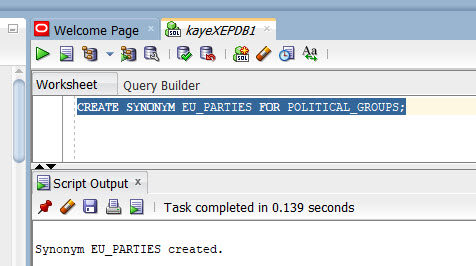 Welcome Page
kayeXEPDB1
SQL
Worksheet
Query Builder
CREATE SYNONYM EU_PARTIES FOR POLITICAL_GROUPS;
Script Output
Task completed in 0.139 seconds
Synonym EU_PARTIES created.